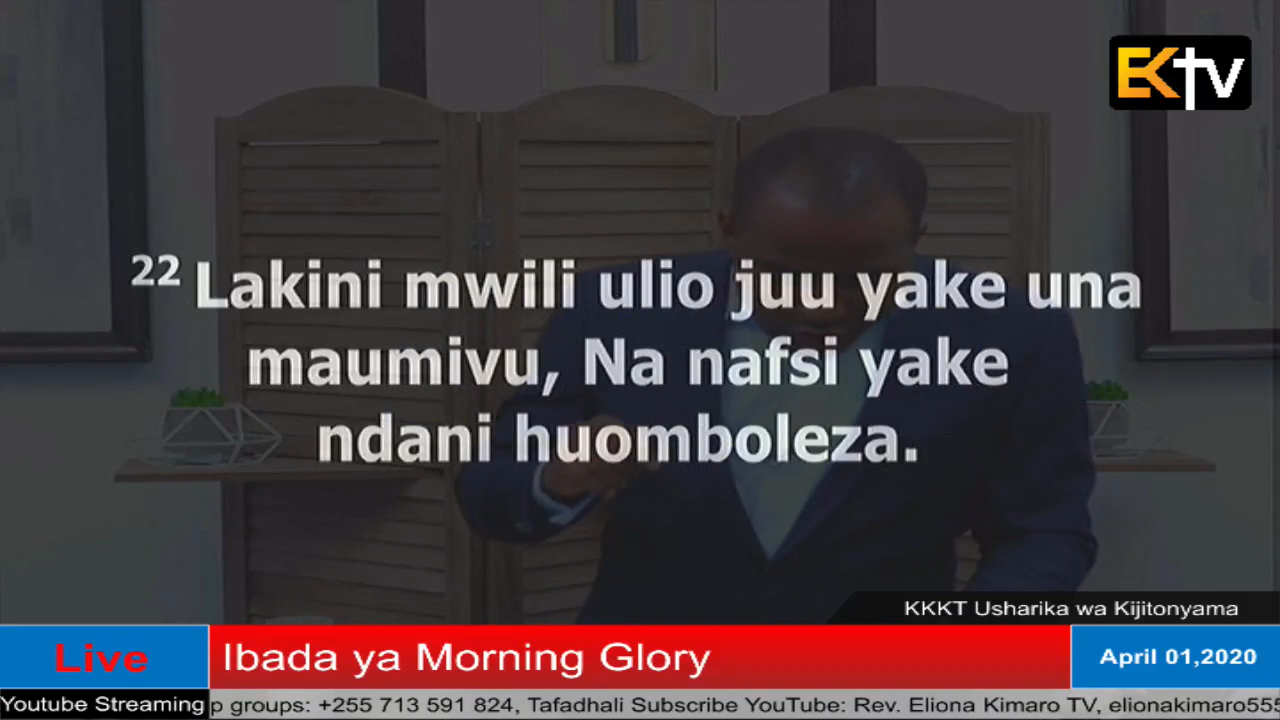 EKTV
22 Lakini mwili ulio juu yake una
maumivu, Na nafsi yake
ndani huomboleza.
KKKT Usharika wa Kijitonyama
Live
Ibada ya Morning Glory
April 01,2020
Youtube Streaming
p groups: +255 713 591 824, Tafadhali Subscribe YouTube: Rev. Eliona Kimaro TV, elionakimaro555